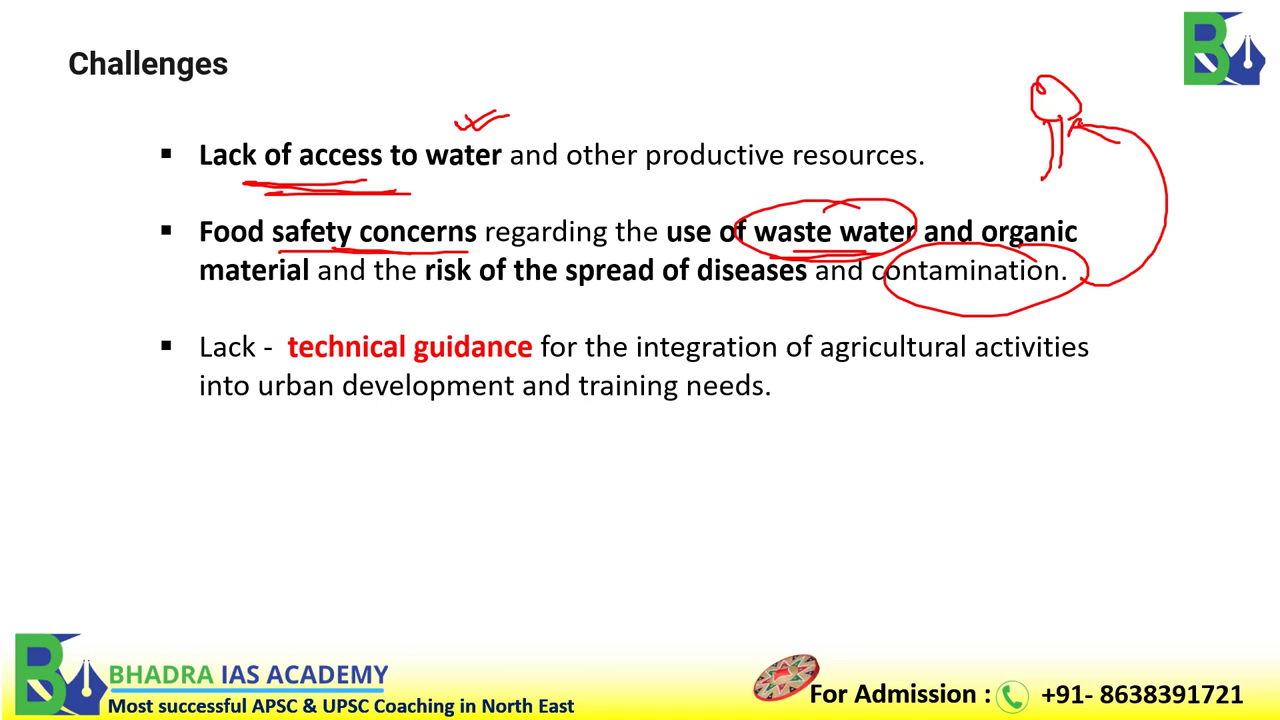 Challenges
▪ Lack of access to water and other productive resources.
▪ Food safety concerns regarding the use of waste water and organic
material and the risk of the spread of diseases and contamination.
▪ Lack - technical guidance for the integration of agricultural activities
into urban development and training needs.
BHADRA IAS ACADEMY
Most successful APSC & UPSC Coaching in North East
For Admission : +91- 8638391721